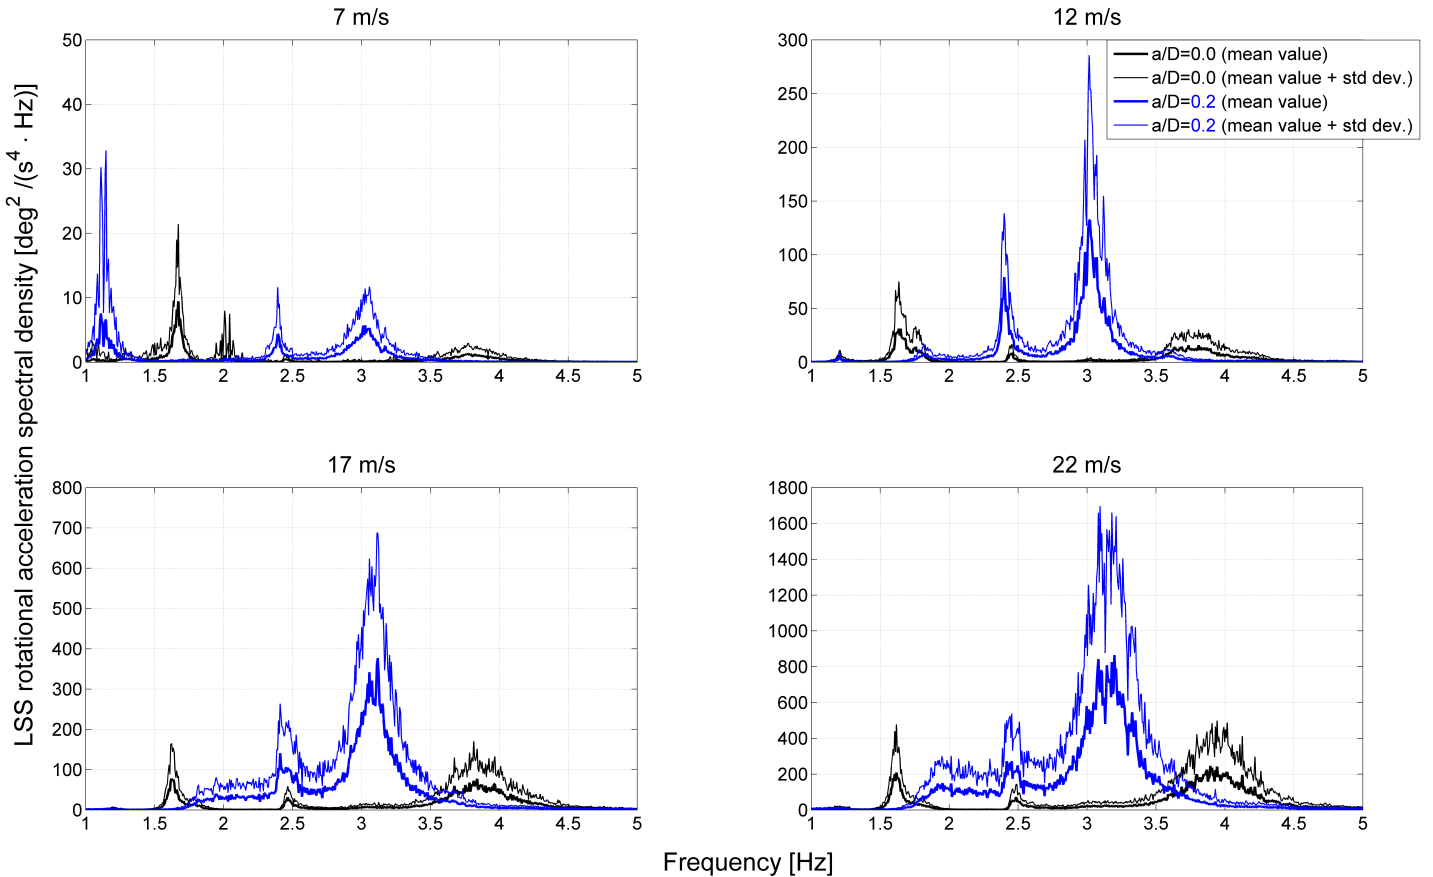 7 m/s
12 m/s
50
40
30
20
10
0
1 1.5 2 2.5 3 3.5 4 4.5 5
300
250
200
150
100
50
0
1 1.5 2 2.5 3 3.5 4 4.5 5
a/D=0.0 (mean value)
a/D=0.0 (mean value + std dev.)
a/D=0.2 (mean value)
a/D=0.2 (mean value + std dev.)
LSS rotational acceleration spectral density [deg² /(s⁴ · Hz)]
17 m/s
22 m/s
800
700
600
500
400
300
200
100
0
1 1.5 2 2.5 3 3.5 4 4.5 5
1800
1600
1400
1200
1000
800
600
400
200
0
1 1.5 2 2.5 3 3.5 4 4.5 5
Frequency [Hz]